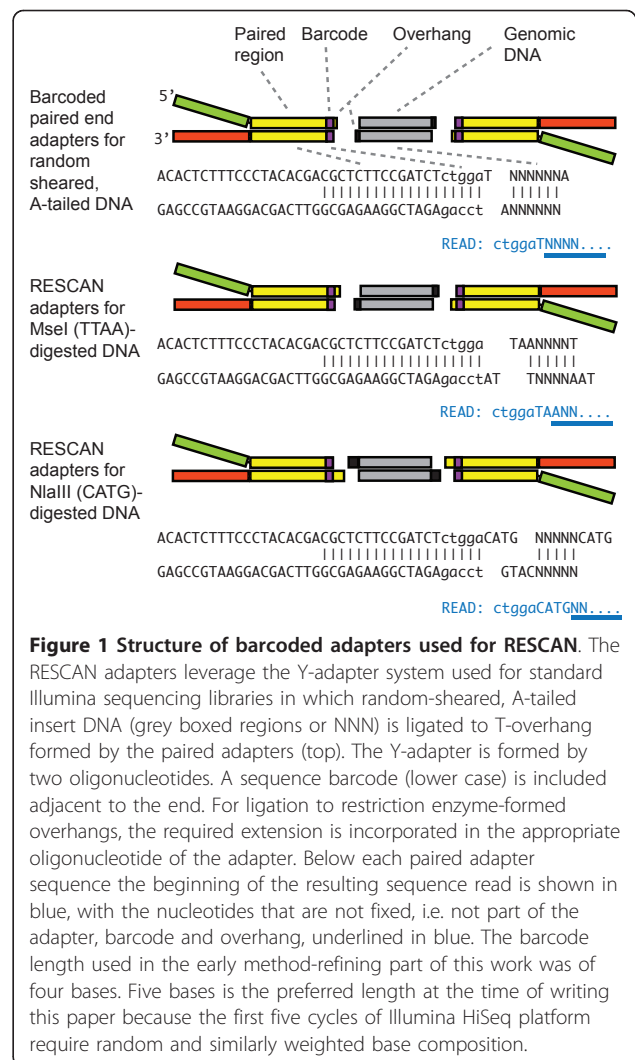 Paired region
Barcode
Overhang
Genomic DNA
Barcoded paired end adapters for random sheared, A-tailed DNA
5'
3'
ACACTCTTTCCCTACACGACGCTCTTCCGATCTctggaT NNNNNNA
GAGCCGTAAGGACGACTTGGCGAGAAGGCTAGAgacct ANNNNNN
READ: ctggaTNNNN....
RESCAN adapters for MseI (TTAA)-digested DNA
ACACTCTTTCCCTACACGACGCTCTTCCGATCTctgga TAANNNNT
GAGCCGTAAGGACGACTTGGCGAGAAGGCTAGAgacctAT TNNNNAAT
READ: ctggaTAANN....
RESCAN adapters for NlaIII (CATG)-digested DNA
ACACTCTTTCCCTACACGACGCTCTTCCGATCTctggaCATG NNNNNCATG
GAGCCGTAAGGACGACTTGGCGAGAAGGCTAGAgacct GTACNNNNN
READ: ctggaCATGNN....
Figure 1 Structure of barcoded adapters used for RESCAN. The
RESCAN adapters leverage the Y-adapter system used for standard
Illumina sequencing libraries in which random-sheared, A-tailed
insert DNA (grey boxed regions or NNN) is ligated to T-overhang
formed by the paired adapters (top). The Y-adapter is formed by
two oligonucleotides. A sequence barcode (lower case) is included
adjacent to the end. For ligation to restriction enzyme-formed
overhangs, the required extension is incorporated in the appropriate
oligonucleotide of the adapter. Below each paired adapter
sequence the beginning of the resulting sequence read is shown in
blue, with the nucleotides that are not fixed, i.e. not part of the
adapter, barcode and overhang, underlined in blue. The barcode
length used in the early method-refining part of this work was of
four bases. Five bases is the preferred length at the time of writing
this paper because the first five cycles of Illumina HiSeq platform
require random and similarly weighted base composition.